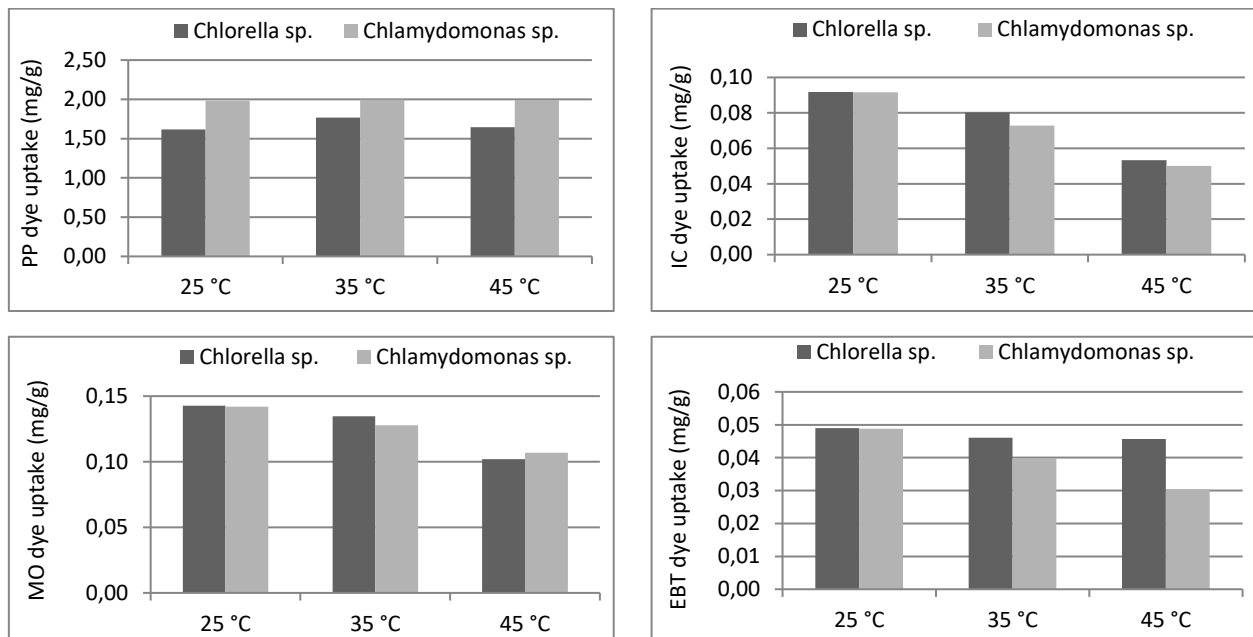 Chlorella sp. Chlamydomonas sp.
PP dye uptake (mg/g)
2,50
2,00
1,50
1,00
0,50
0,00
25 °C 35 °C 45 °C
Chlorella sp. Chlamydomonas sp.
IC dye uptake (mg/g)
0,10
0,08
0,06
0,04
0,02
0,00
25 °C 35 °C 45 °C
Chlorella sp. Chlamydomonas sp.
MO dye uptake (mg/g)
0,15
0,10
0,05
0,00
25 °C 35 °C 45 °C
Chlorella sp. Chlamydomonas sp.
EBT dye uptake (mg/g)
0,06
0,05
0,04
0,03
0,02
0,01
0,00
25 °C 35 °C 45 °C